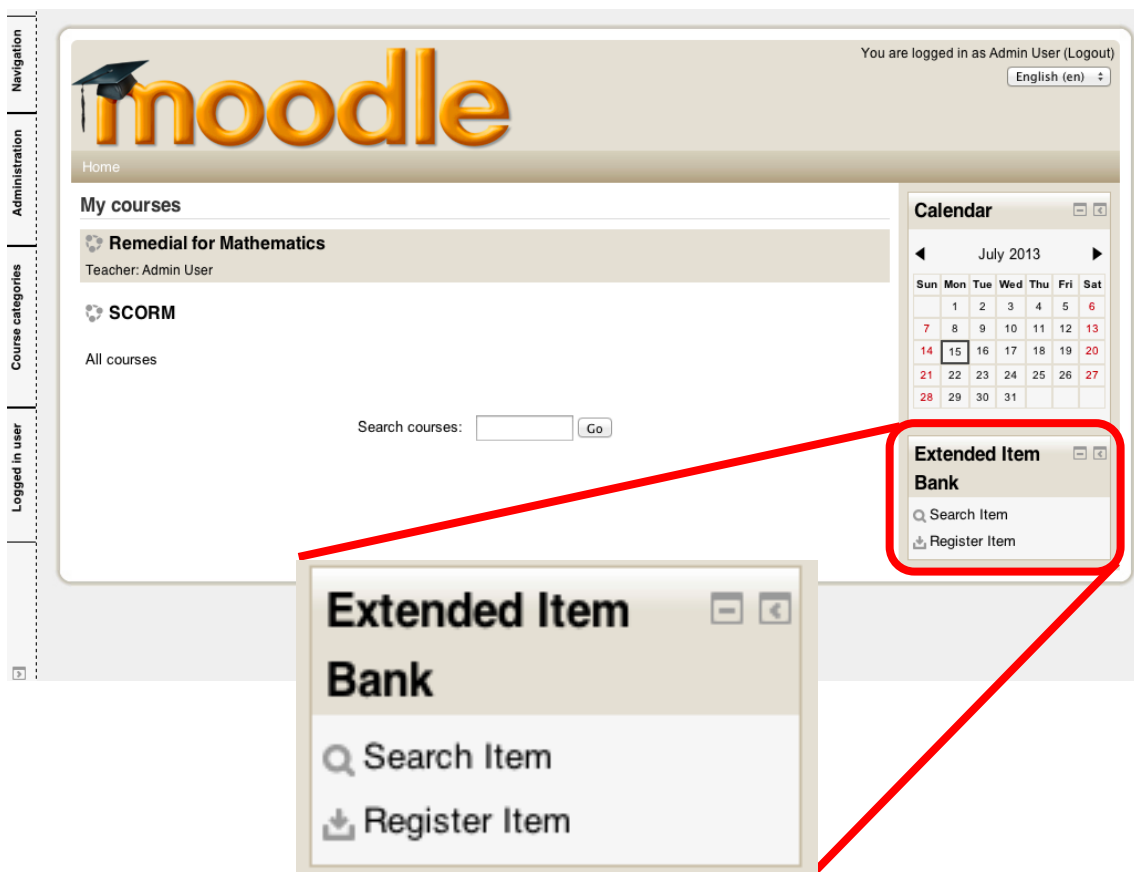 Navigation
Administration
Course categories
Logged in user
moodle
You are logged in as Admin User (Logout)
English (en)
Home
My courses
Remedial for Mathematics
Teacher: Admin User
SCORM
All courses
Search courses:
Go
Calendar
July 2013
Sun Mon Tue Wed Thu Fri Sat
1 2 3 4 5 6
7 8 9 10 11 12 13
14 15 16 17 18 19 20
21 22 23 24 25 26 27
28 29 30 31
Extended Item
Bank
Search Item
Register Item
Extended Item
Bank
Search Item
Register Item